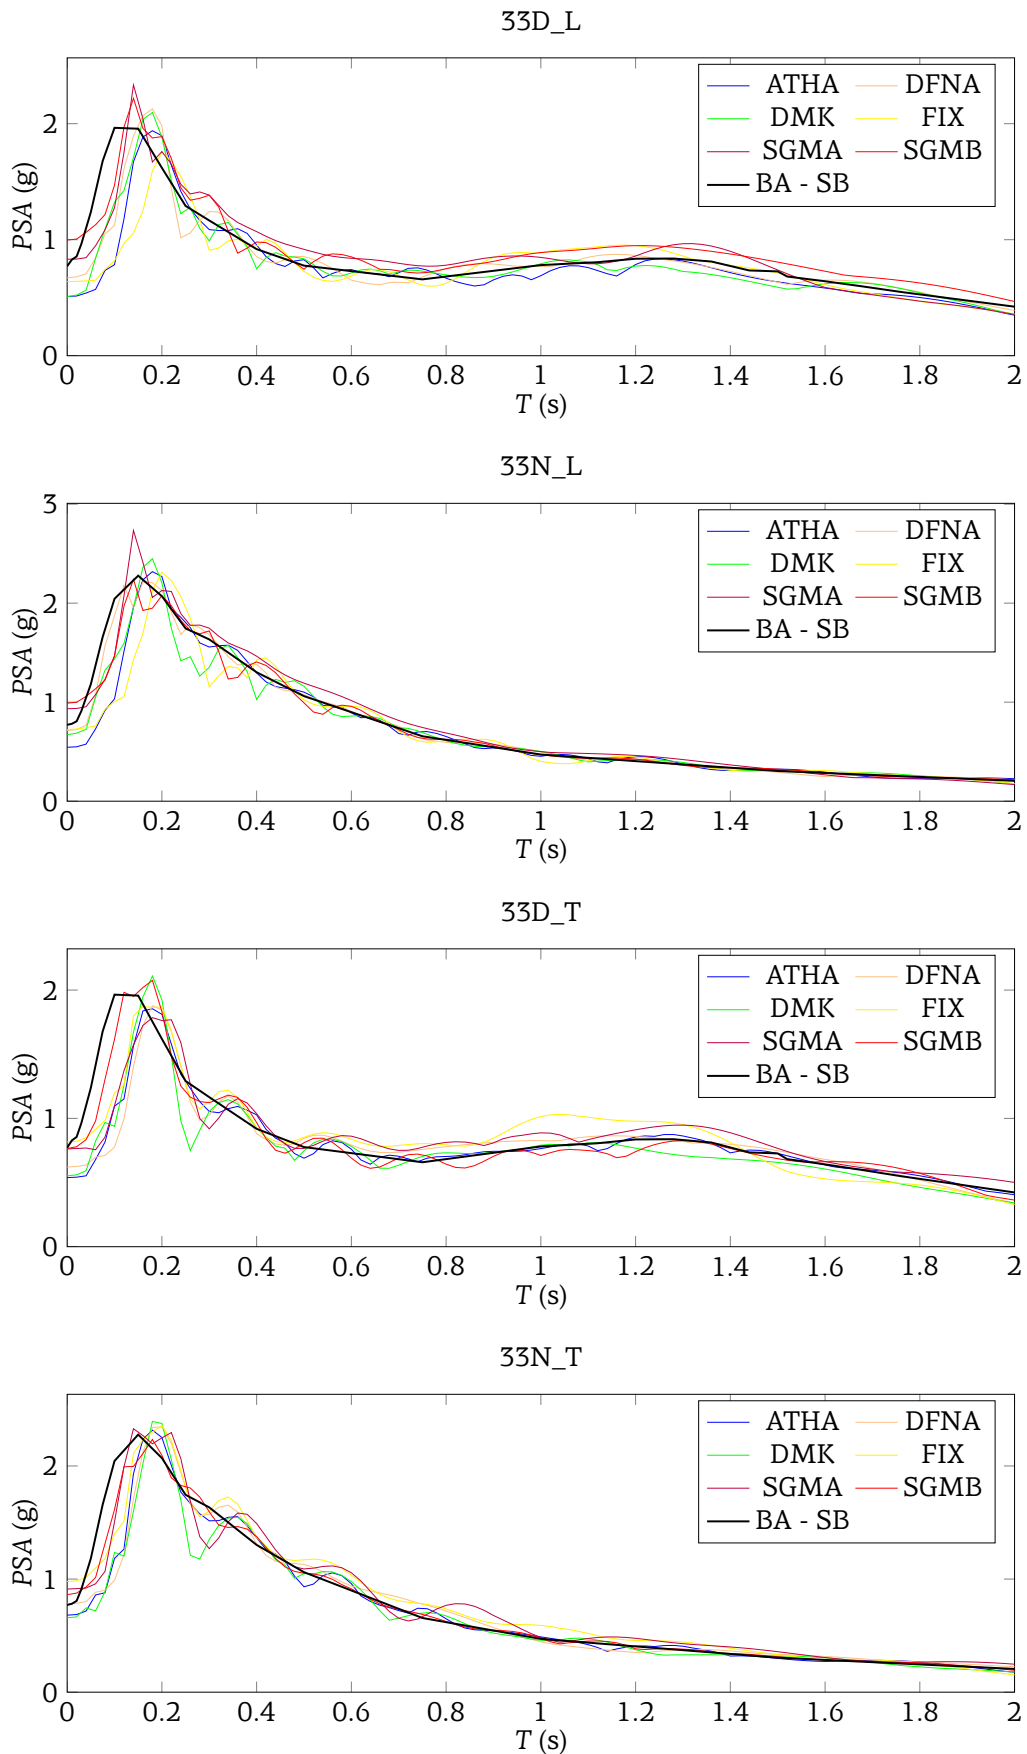 33D_L
PSA (g)
2
1
0
ATHA DFNA
DMK FIX
SGMA SGMB
BA - SB
0 0.2 0.4 0.6 0.8 1 1.2 1.4 1.6 1.8 2
T (s)
33N_L
PSA (g)
3
2
1
0
ATHA DFNA
DMK FIX
SGMA SGMB
BA - SB
0 0.2 0.4 0.6 0.8 1 1.2 1.4 1.6 1.8 2
T (s)
33D_T
PSA (g)
2
1
0
ATHA DFNA
DMK FIX
SGMA SGMB
BA - SB
0 0.2 0.4 0.6 0.8 1 1.2 1.4 1.6 1.8 2
T (s)
33N_T
PSA (g)
2
1
0
ATHA DFNA
DMK FIX
SGMA SGMB
BA - SB
0 0.2 0.4 0.6 0.8 1 1.2 1.4 1.6 1.8 2
T (s)